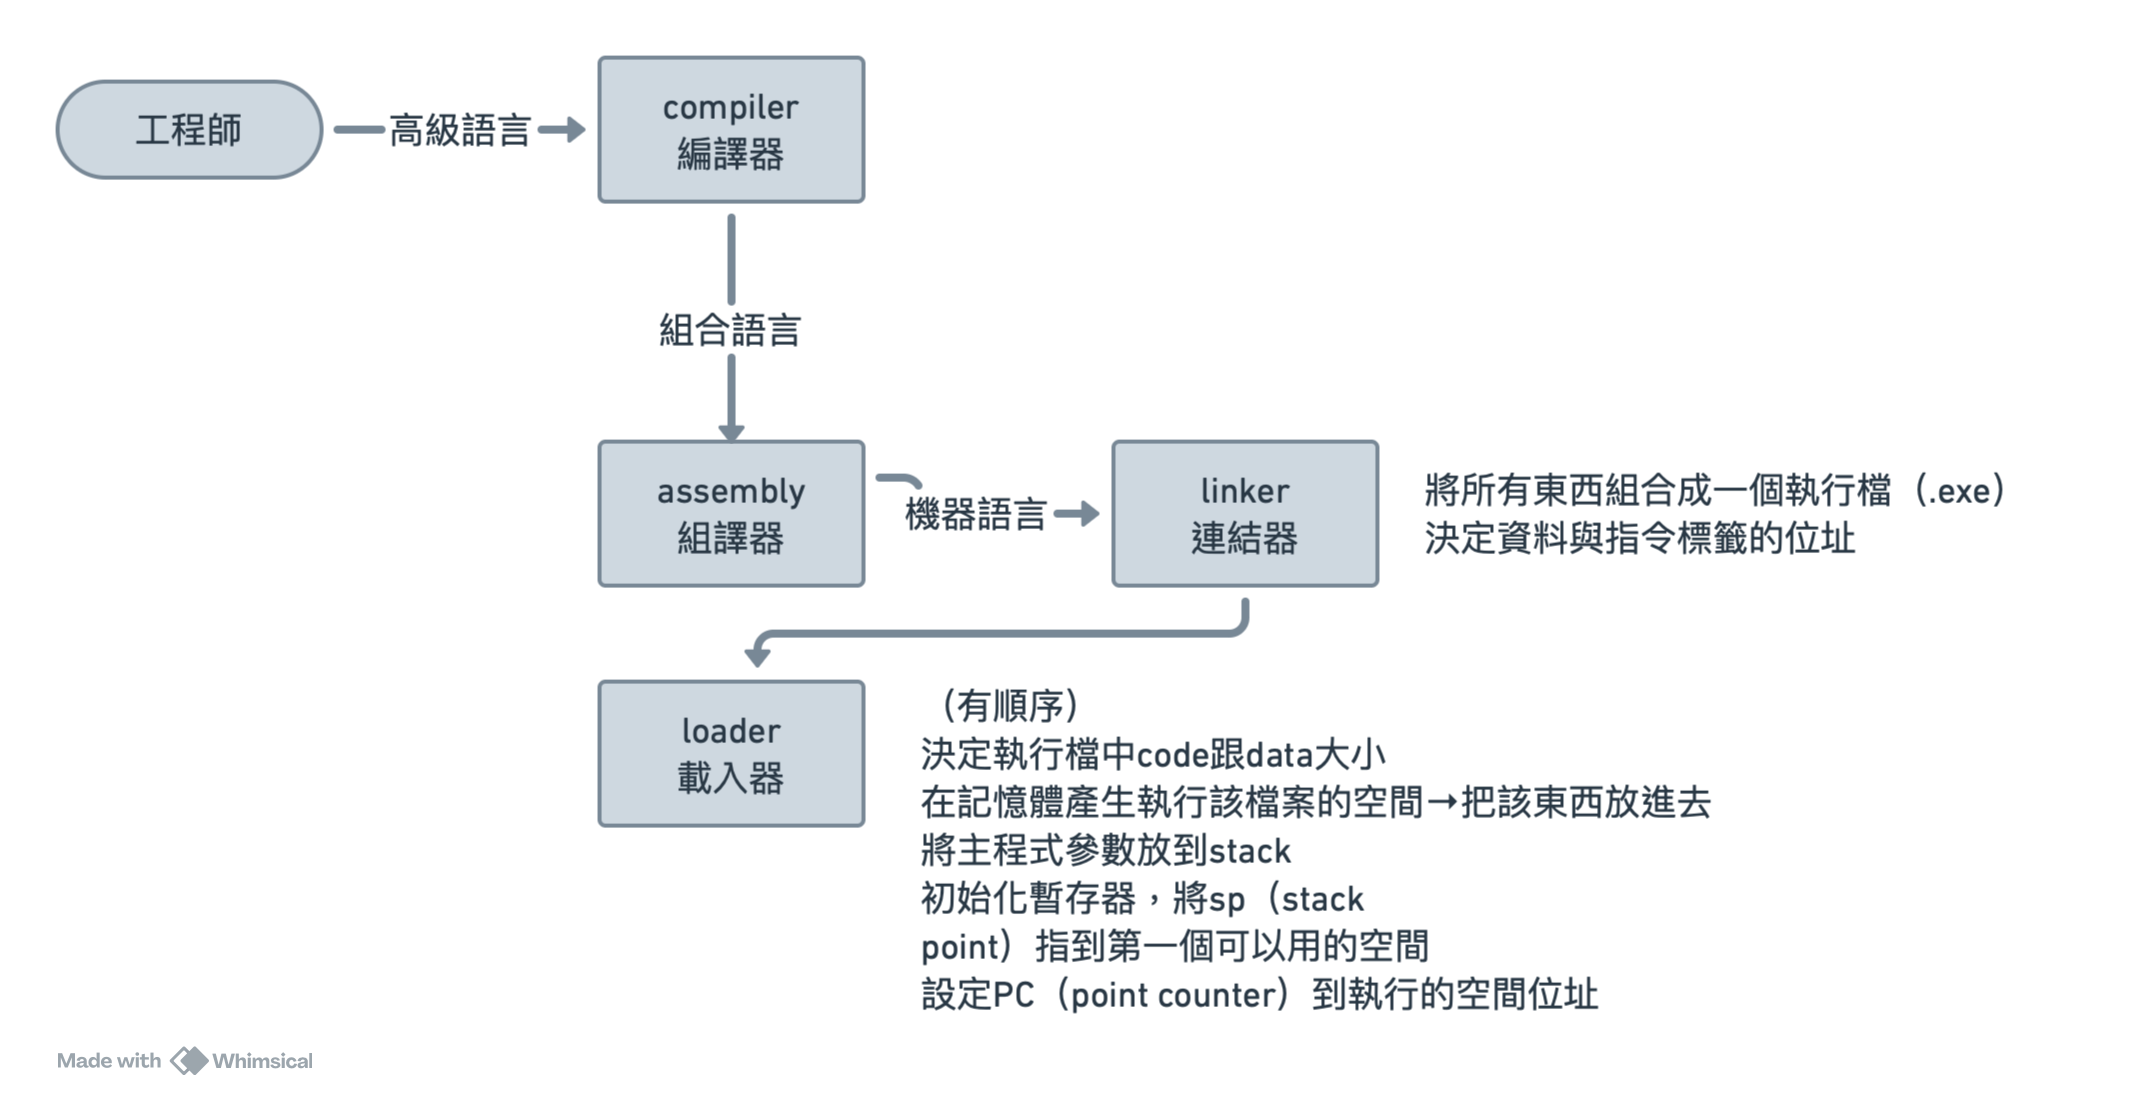 工程師
高級語言
compiler
編譯器
組合語言
assembly
組譯器
機器語言
linker
連結器
將所有東西組合成一個執行檔（.exe）
決定資料與指令標籤的位址
loader
載入器
（有順序）
決定執行檔中code跟data大小
在記憶體產生執行該檔案的空間→把該東西放進去
將主程式參數放到stack
初始化暫存器，將sp（stack
point）指到第一個可以用的空間
設定PC（point counter）到執行的空間位址
Made with Whimsical